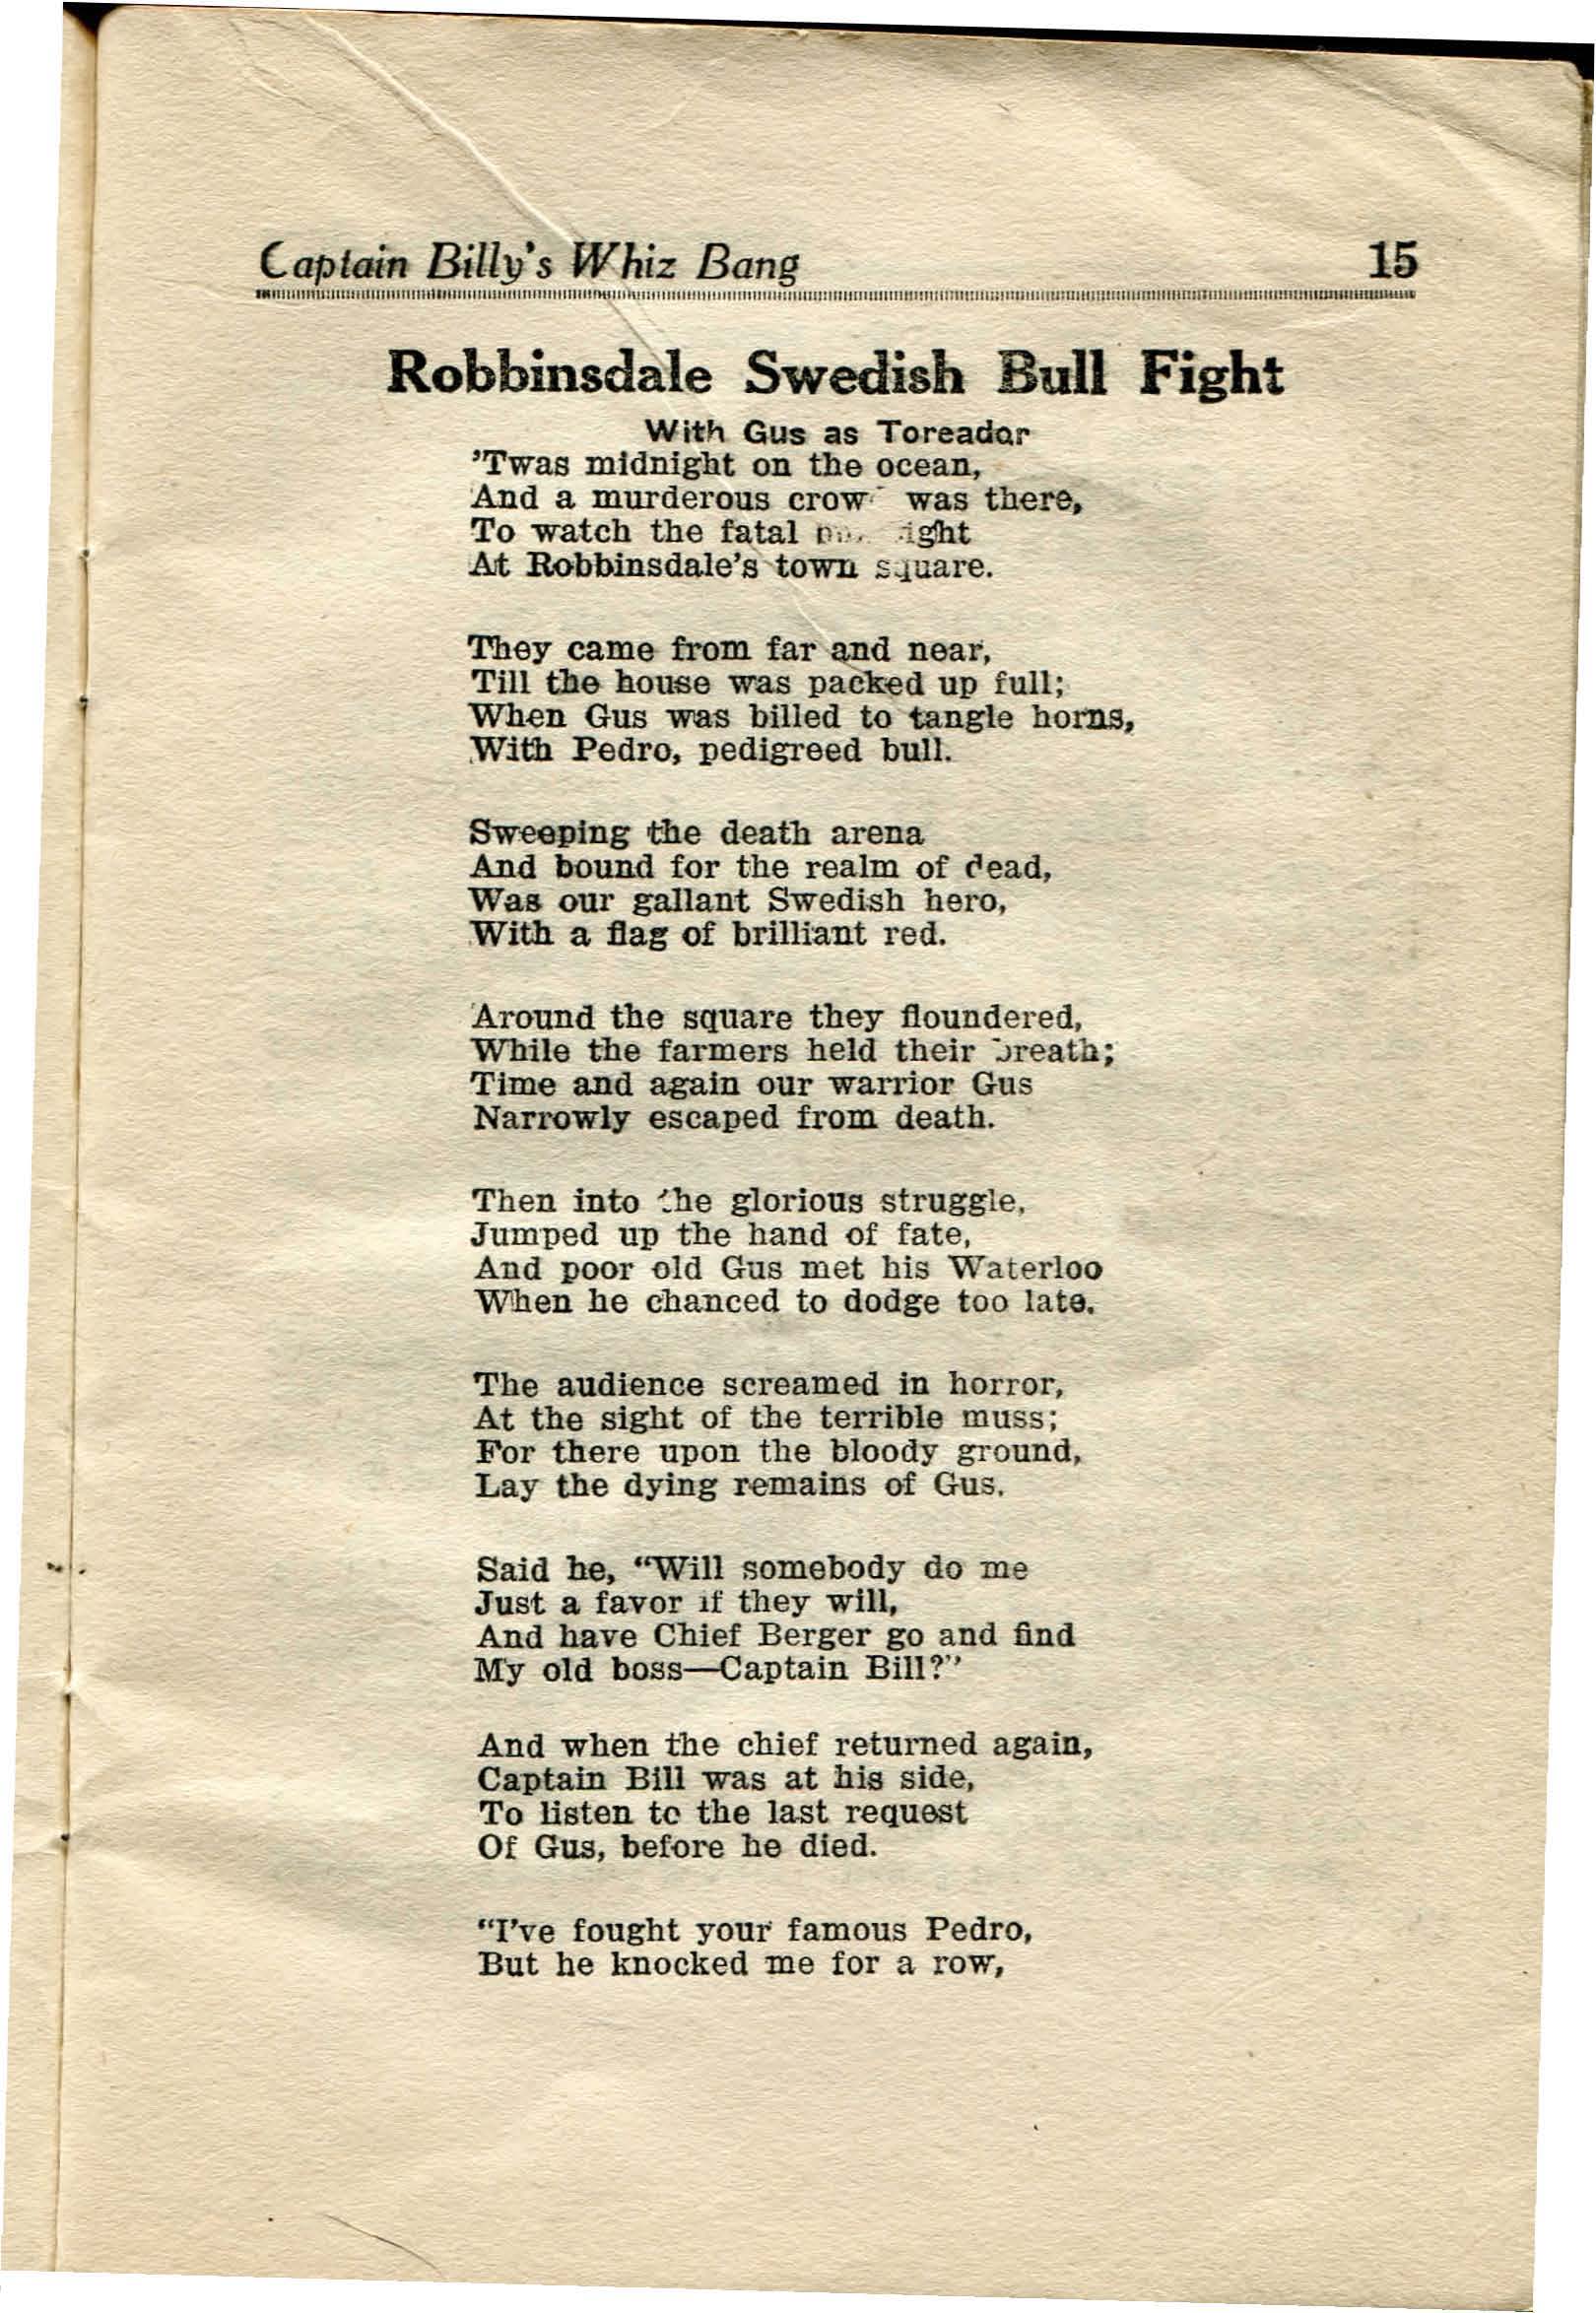 Captain Billy's Whiz Bang 15
Robbinsdale Swedish Bull Fight
With Gus as Toreador
'Twas midnight on the ocean,
And a murderous crow was there,
To watch the fatal
At Robbinsdale's town square.
They came from far and near,
Till the house was packed up full;
When Gus was billed to tangle horns,
With Pedro, pedigreed bull.
Sweeping the death arena
And bound for the realm of dead,
Was our gallant Swedish hero,
With a flag of brilliant red.
Around the square they floundered,
While the farmers held their breath;
Time and again our warrior Gus
Narrowly escaped from death.
Then into the glorious struggle,
Jumped up the hand of fate,
And poor old Gus met his Waterloo
When he chanced to dodge too late.
The audience screamed in horror,
At the sight of the terrible muss;
For there upon the bloody ground,
Lay the dying remains of Gus.
Said he, "Will somebody do me
Just a favor if they will,
And have Chief Berger go and find
My old boss—Captain Bill?"
And when the chief returned again,
Captain Bill was at his side,
To listen to the last request
Of Gus, before he died.
"I've fought your famous Pedro,
But he knocked me for a row,